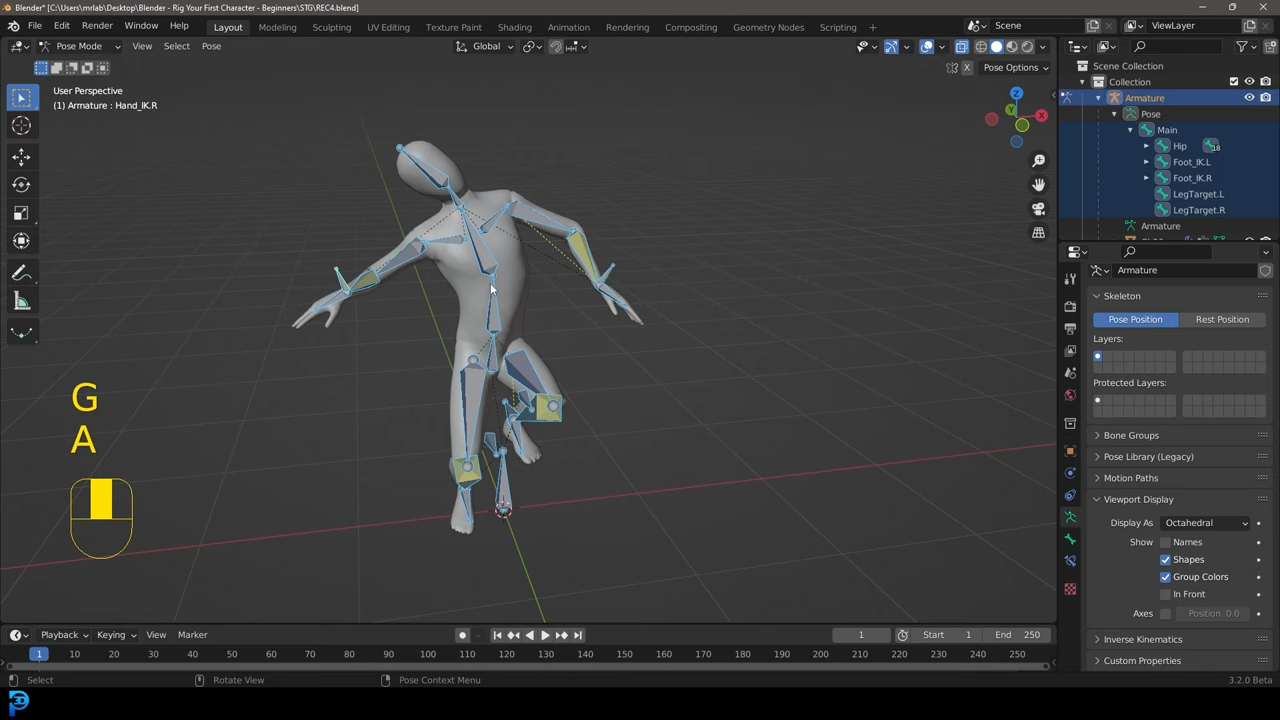 Blender* [C:\Users\mrlab\Desktop\Blender - Rig Your First Character - Beginners\STG\REC4.blend]
File Edit Render Window Help Layout Modeling Sculpting UV Editing Texture Paint Shading Animation Rendering Compositing Geometry Nodes Scripting Scene ViewLayer
Pose Mode View Select Pose Global
X Pose Options
Scene Collection
Collection
User Perspective
(1) Armature : Hand_IK.R
Z
Y
X
Armature
Pose
Main
Hip 18
Foot_IK.L
Foot_IK.R
LegTarget.L
LegTarget.R
Armature
Armature
Skeleton
Pose Position Rest Position
Layers:
Protected Layers:
G
A
Bone Groups
Pose Library (Legacy)
Motion Paths
Viewport Display
Display As Octahedral
Show Names
Shapes
Group Colors
In Front
Axes Position 0.0
Inverse Kinematics
Custom Properties
Playback Keying View Marker 1 Start 1 End 250
1 10 20 30 40 50 60 70 80 90 100 110 120 130 140 150 160 170 180 190 200 210 220 230 240 250
Select Rotate View Pose Context Menu 3.2.0 Beta